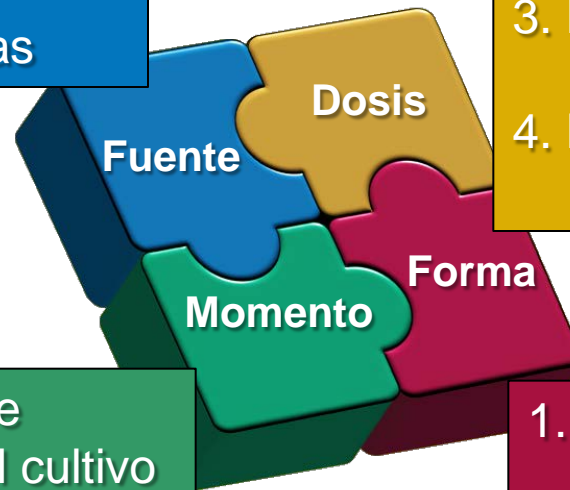 as
3.
Dosis
4.
Fuente
Forma
Momento
e
l cultivo
1.